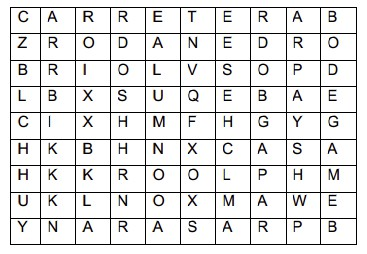 C A R R E T E R A B
Z R O D A N E D R O
B R I O L V S O P D
L B X S U Q E B A E
C I X H M F H G Y G
H K B H N X C A S A
H K K R O O L P H M
U K L N O X M A W E
Y N A R A S A R P B